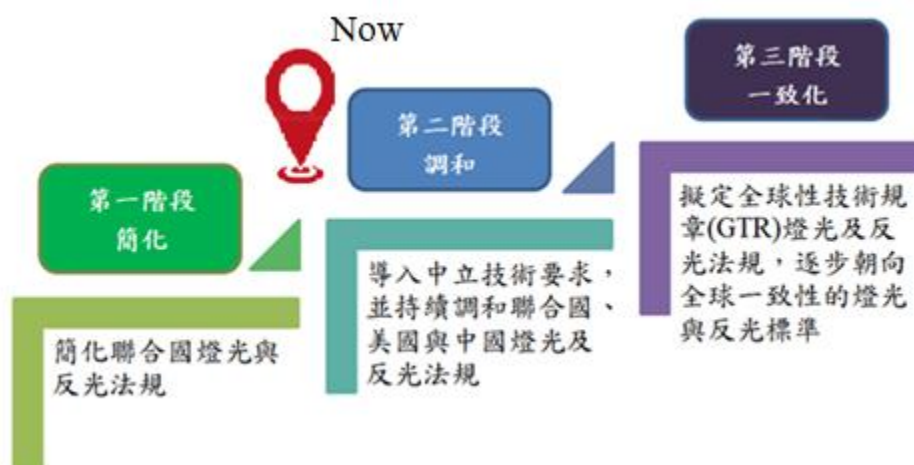 Now
第一階段
簡化
簡化聯合國燈光與
反光法規
第二階段
調和
導入中立技術要求，
並持續調和聯合國、
美國與中國燈光及
反光法規
第三階段
一致化
擬定全球性技術規
章(GTR)燈光及反
光法規，逐步朝向
全球一致性的燈光
與反光標準